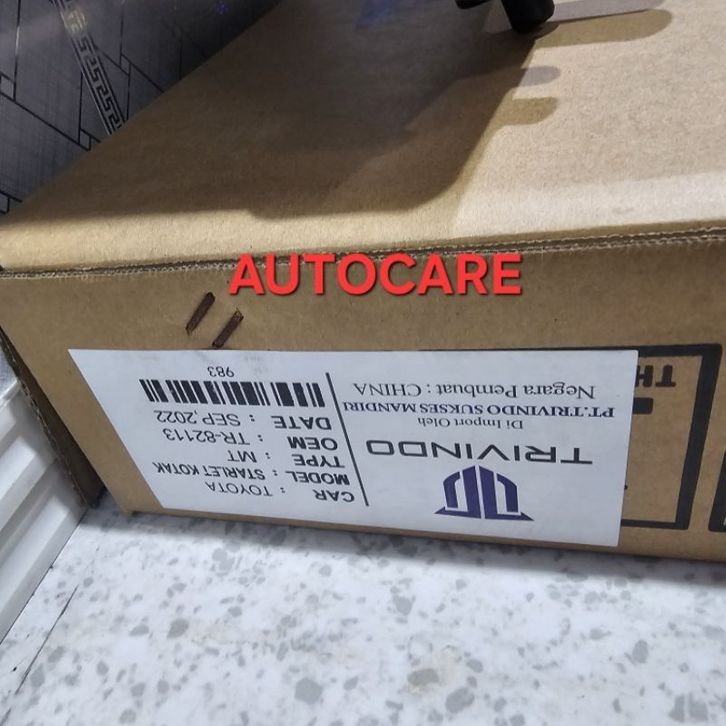 AUTOCARE
TRIVINDO
Di Import Oleh
PT. TRIVINDO SUKSES MANDIRI
Negara Pembuat : CHINA
CAR : TOYOTA
MODEL : STARLET KOTAK
TYPE : MT
OEM : TR-82113
DATE : SEP,2022
983
TH